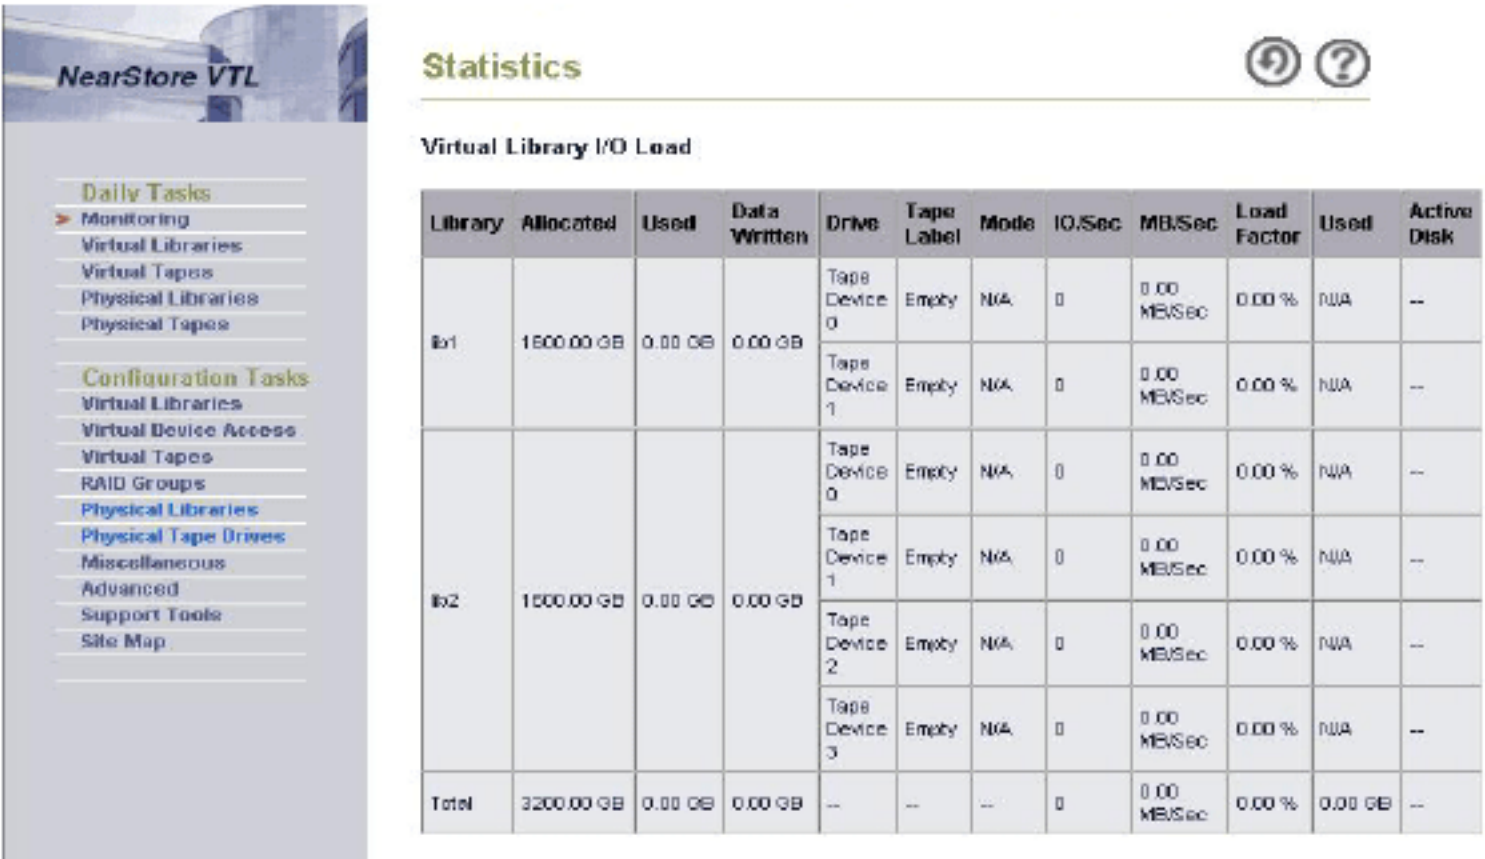 NearStore VTL
Daily Tasks
Monitoring
Virtual Libraries
Virtual Tapes
Physical Libraries
Physical Tapes
Configuration Tasks
Virtual Libraries
Virtual Device Access
Virtual Tapes
RAID Groups
Physical Libraries
Physical Tape Drives
Miscellaneous
Advanced
Support Tools
Site Map
Statistics
?
Virtual Library I/O Load
Library Allocated Used Data Written Drive Tape Label Mode IO/Sec MB/Sec Load Factor Used Active Disk
lib1 1600.00 GB 0.00 GB 0.00 GB Tape Device 0 Empty N/A 0 0.00 MB/Sec 0.00 % N/A --
Tape Device 1 Empty N/A 0 0.00 MB/Sec 0.00 % N/A --
lib2 1600.00 GB 0.00 GB 0.00 GB Tape Device 0 Empty N/A 0 0.00 MB/Sec 0.00 % N/A --
Tape Device 1 Empty N/A 0 0.00 MB/Sec 0.00 % N/A --
Tape Device 2 Empty N/A 0 0.00 MB/Sec 0.00 % N/A --
Tape Device 3 Empty N/A 0 0.00 MB/Sec 0.00 % N/A --
Total 3200.00 GB 0.00 GB 0.00 GB -- -- -- 0 0.00 MB/Sec 0.00 % 0.00 GB --